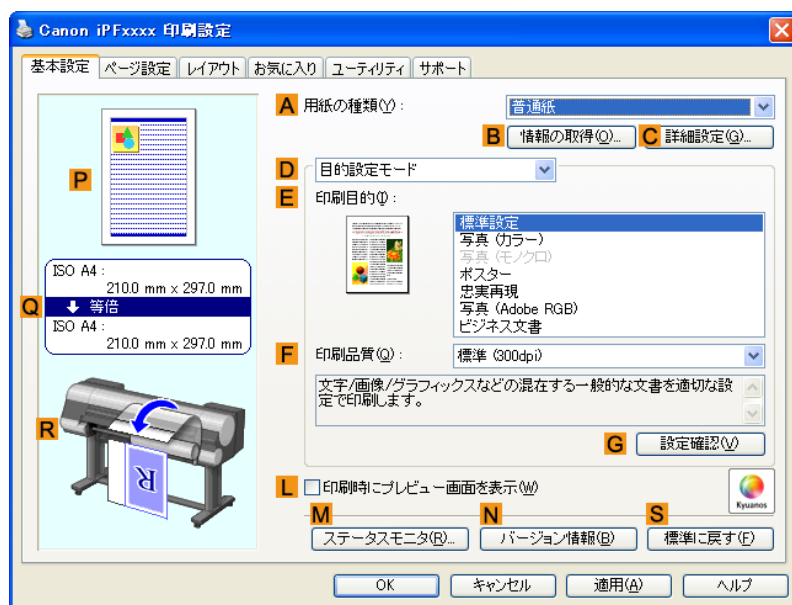 Canon iPFxxxx 印刷設定
基本設定 ページ設定 レイアウト お気に入り ユーティリティ サポート
A 用紙の種類(Y): 普通紙
B 情報の取得(O)... C 詳細設定(G)...
D 目的設定モード
E 印刷目的(I):
標準設定
写真 (カラー)
写真 (モノクロ)
ポスター
忠実再現
写真 (Adobe RGB)
ビジネス文書
P
ISO A4 :
210.0 mm x 297.0 mm
Q 等倍
ISO A4 :
210.0 mm x 297.0 mm
F 印刷品質(Q): 標準 (300dpi)
文字/画像/グラフィックスなどの混在する一般的な文書を適切な設
定で印刷します。
G 設定確認(V)
R
R
L 印刷時にプレビュー画面を表示(W)
Kyuanos
M N S
ステータスモニタ(R)... バージョン情報(B) 標準に戻す(F)
OK キャンセル 適用(A) ヘルプ